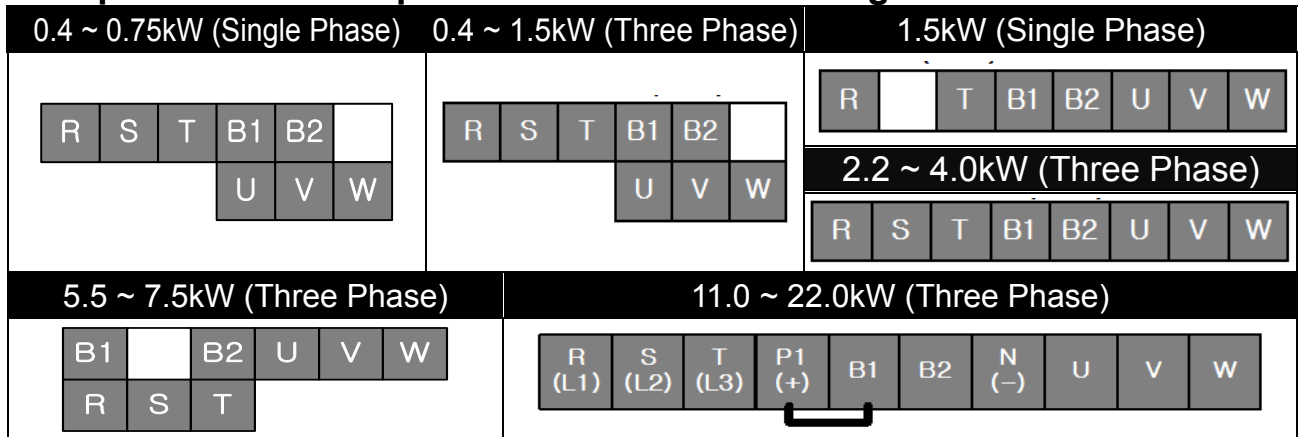 0.4 ~ 0.75kW (Single Phase)
R S T B1 B2
U V W
0.4 ~ 1.5kW (Three Phase)
R S T B1 B2
U V W
1.5kW (Single Phase)
R T B1 B2 U V W
2.2 ~ 4.0kW (Three Phase)
R S T B1 B2 U V W
5.5 ~ 7.5kW (Three Phase)
B1 B2 U V W
R S T
11.0 ~ 22.0kW (Three Phase)
R S T P1 B1 B2 N U V W
(L1) (L2) (L3) (+) (−)